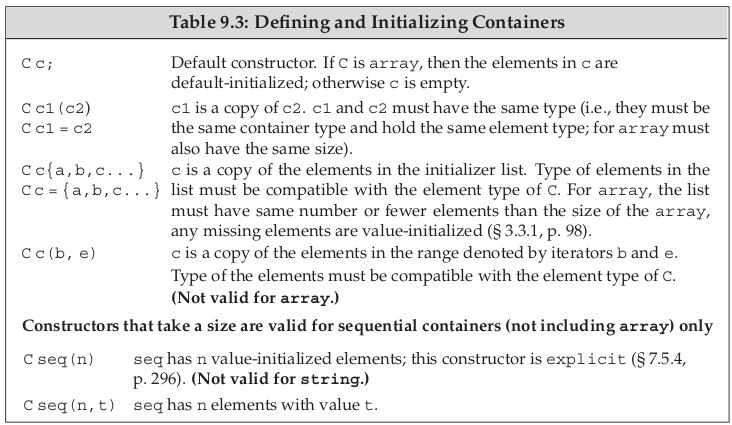 Table 9.3: Defining and Initializing Containers
C c; Default constructor. If C is array, then the elements in c are
default-initialized; otherwise c is empty.
C c1(c2) c1 is a copy of c2. c1 and c2 must have the same type (i.e., they must be
C c1 = c2 the same container type and hold the same element type; for array must
also have the same size).
C c{a,b,c...} c is a copy of the elements in the initializer list. Type of elements in the
C c = {a,b,c...} list must be compatible with the element type of C. For array, the list
must have same number or fewer elements than the size of the array,
any missing elements are value-initialized (§ 3.3.1, p. 98).
C c(b, e) c is a copy of the elements in the range denoted by iterators b and e.
Type of the elements must be compatible with the element type of C.
(Not valid for array.)
Constructors that take a size are valid for sequential containers (not including array) only
C seq(n) seq has n value-initialized elements; this constructor is explicit (§ 7.5.4,
p. 296). (Not valid for string.)
C seq(n,t) seq has n elements with value t.